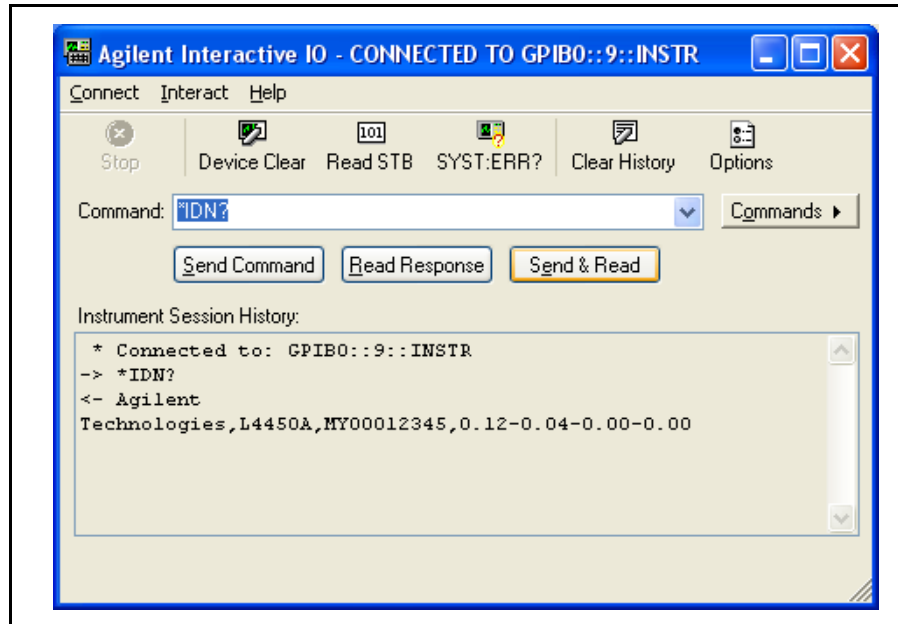 Agilent Interactive IO - CONNECTED TO GPIB0::9::INSTR
Connect Interact Help
Stop Device Clear 101 Read STB SYST:ERR? Clear History Options
Command: *IDN? Commands
Send Command Read Response Send & Read
Instrument Session History:
* Connected to: GPIB0::9::INSTR
-> *IDN?
<- Agilent
Technologies,L4450A,MY00012345,0.12-0.04-0.00-0.00